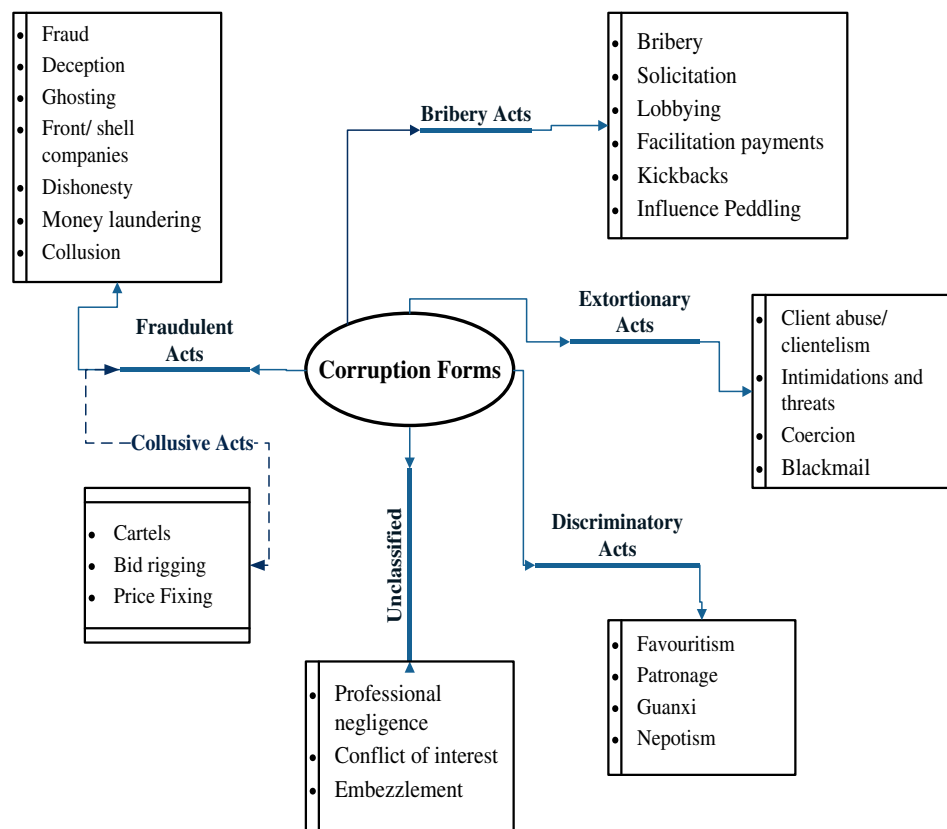 Fraud
Deception
Ghosting
Front/ shell
companies
Dishonesty
Money laundering
Collusion
Bribery
Solicitation
Lobbying
Facilitation payments
Kickbacks
Influence Peddling
Bribery Acts
Extortionary
Acts
Client abuse/
clientelism
Intimidations and
threats
Coercion
Blackmail
Fraudulent
Acts
Corruption Forms
Collusive Acts
Cartels
Bid rigging
Price Fixing
Unclassified
Discriminatory
Acts
Professional
negligence
Conflict of interest
Embezzlement
Favouritism
Patronage
Guanxi
Nepotism